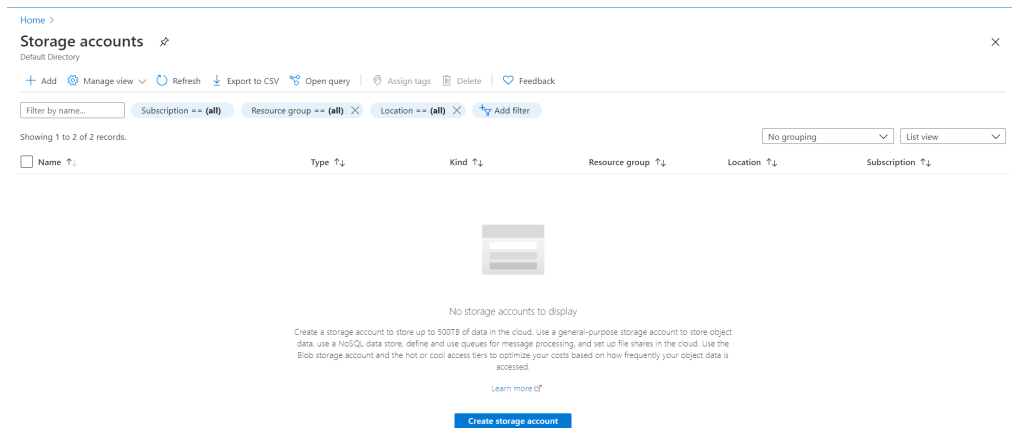 Home >
Storage accounts
Default Directory
Add Manage view Refresh Export to CSV Open query Assign tags Delete Feedback
Filter by name... Subscription == (all) Resource group == (all) Location == (all) Add filter
Showing 1 to 2 of 2 records. No grouping List view
Name Type Kind Resource group Location Subscription
No storage accounts to display
Create a storage account to store up to 500TB of data in the cloud. Use a general-purpose storage account to store object
data, use a NoSQL data store, define and use queues for message processing, and set up file shares in the cloud. Use the
Blob storage account and the hot or cool access tiers to optimize your costs based on how frequently your object data is
accessed.
Learn more
Create storage account